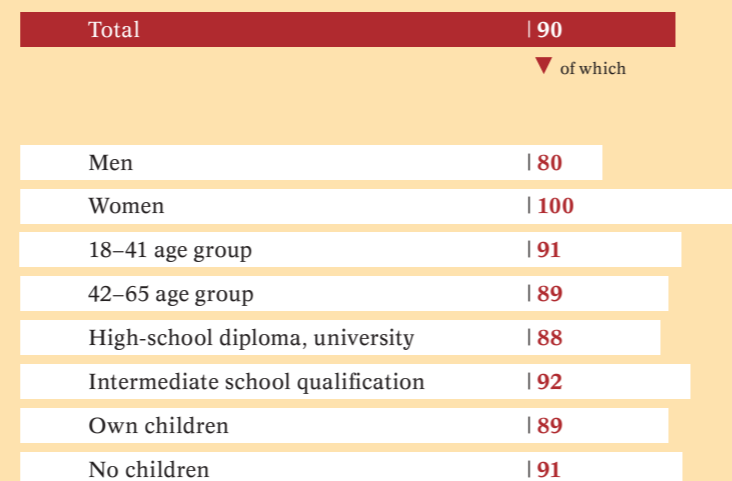 Total | 90
▼ of which
Men | 80
Women | 100
18–41 age group | 91
42–65 age group | 89
High-school diploma, university | 88
Intermediate school qualification | 92
Own children | 89
No children | 91